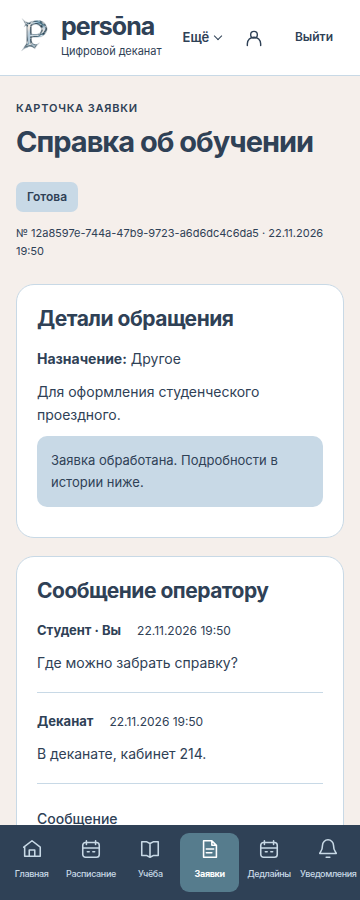 persōna
Цифровой деканат
Ещё
Выйти
КАРТОЧКА ЗАЯВКИ
Справка об обучении
Готова
№ 12a8597e-744a-47b9-9723-a6d6dc4c6da5 · 22.11.2026
19:50
Детали обращения
Назначение: Другое
Для оформления студенческого
проездного.
Заявка обработана. Подробности в
истории ниже.
Сообщение оператору
Студент · Вы 22.11.2026 19:50
Где можно забрать справку?
Деканат 22.11.2026 19:50
В деканате, кабинет 214.
Сообщение
Главная Расписание Учёба Заявки Дедлайны Уведомления